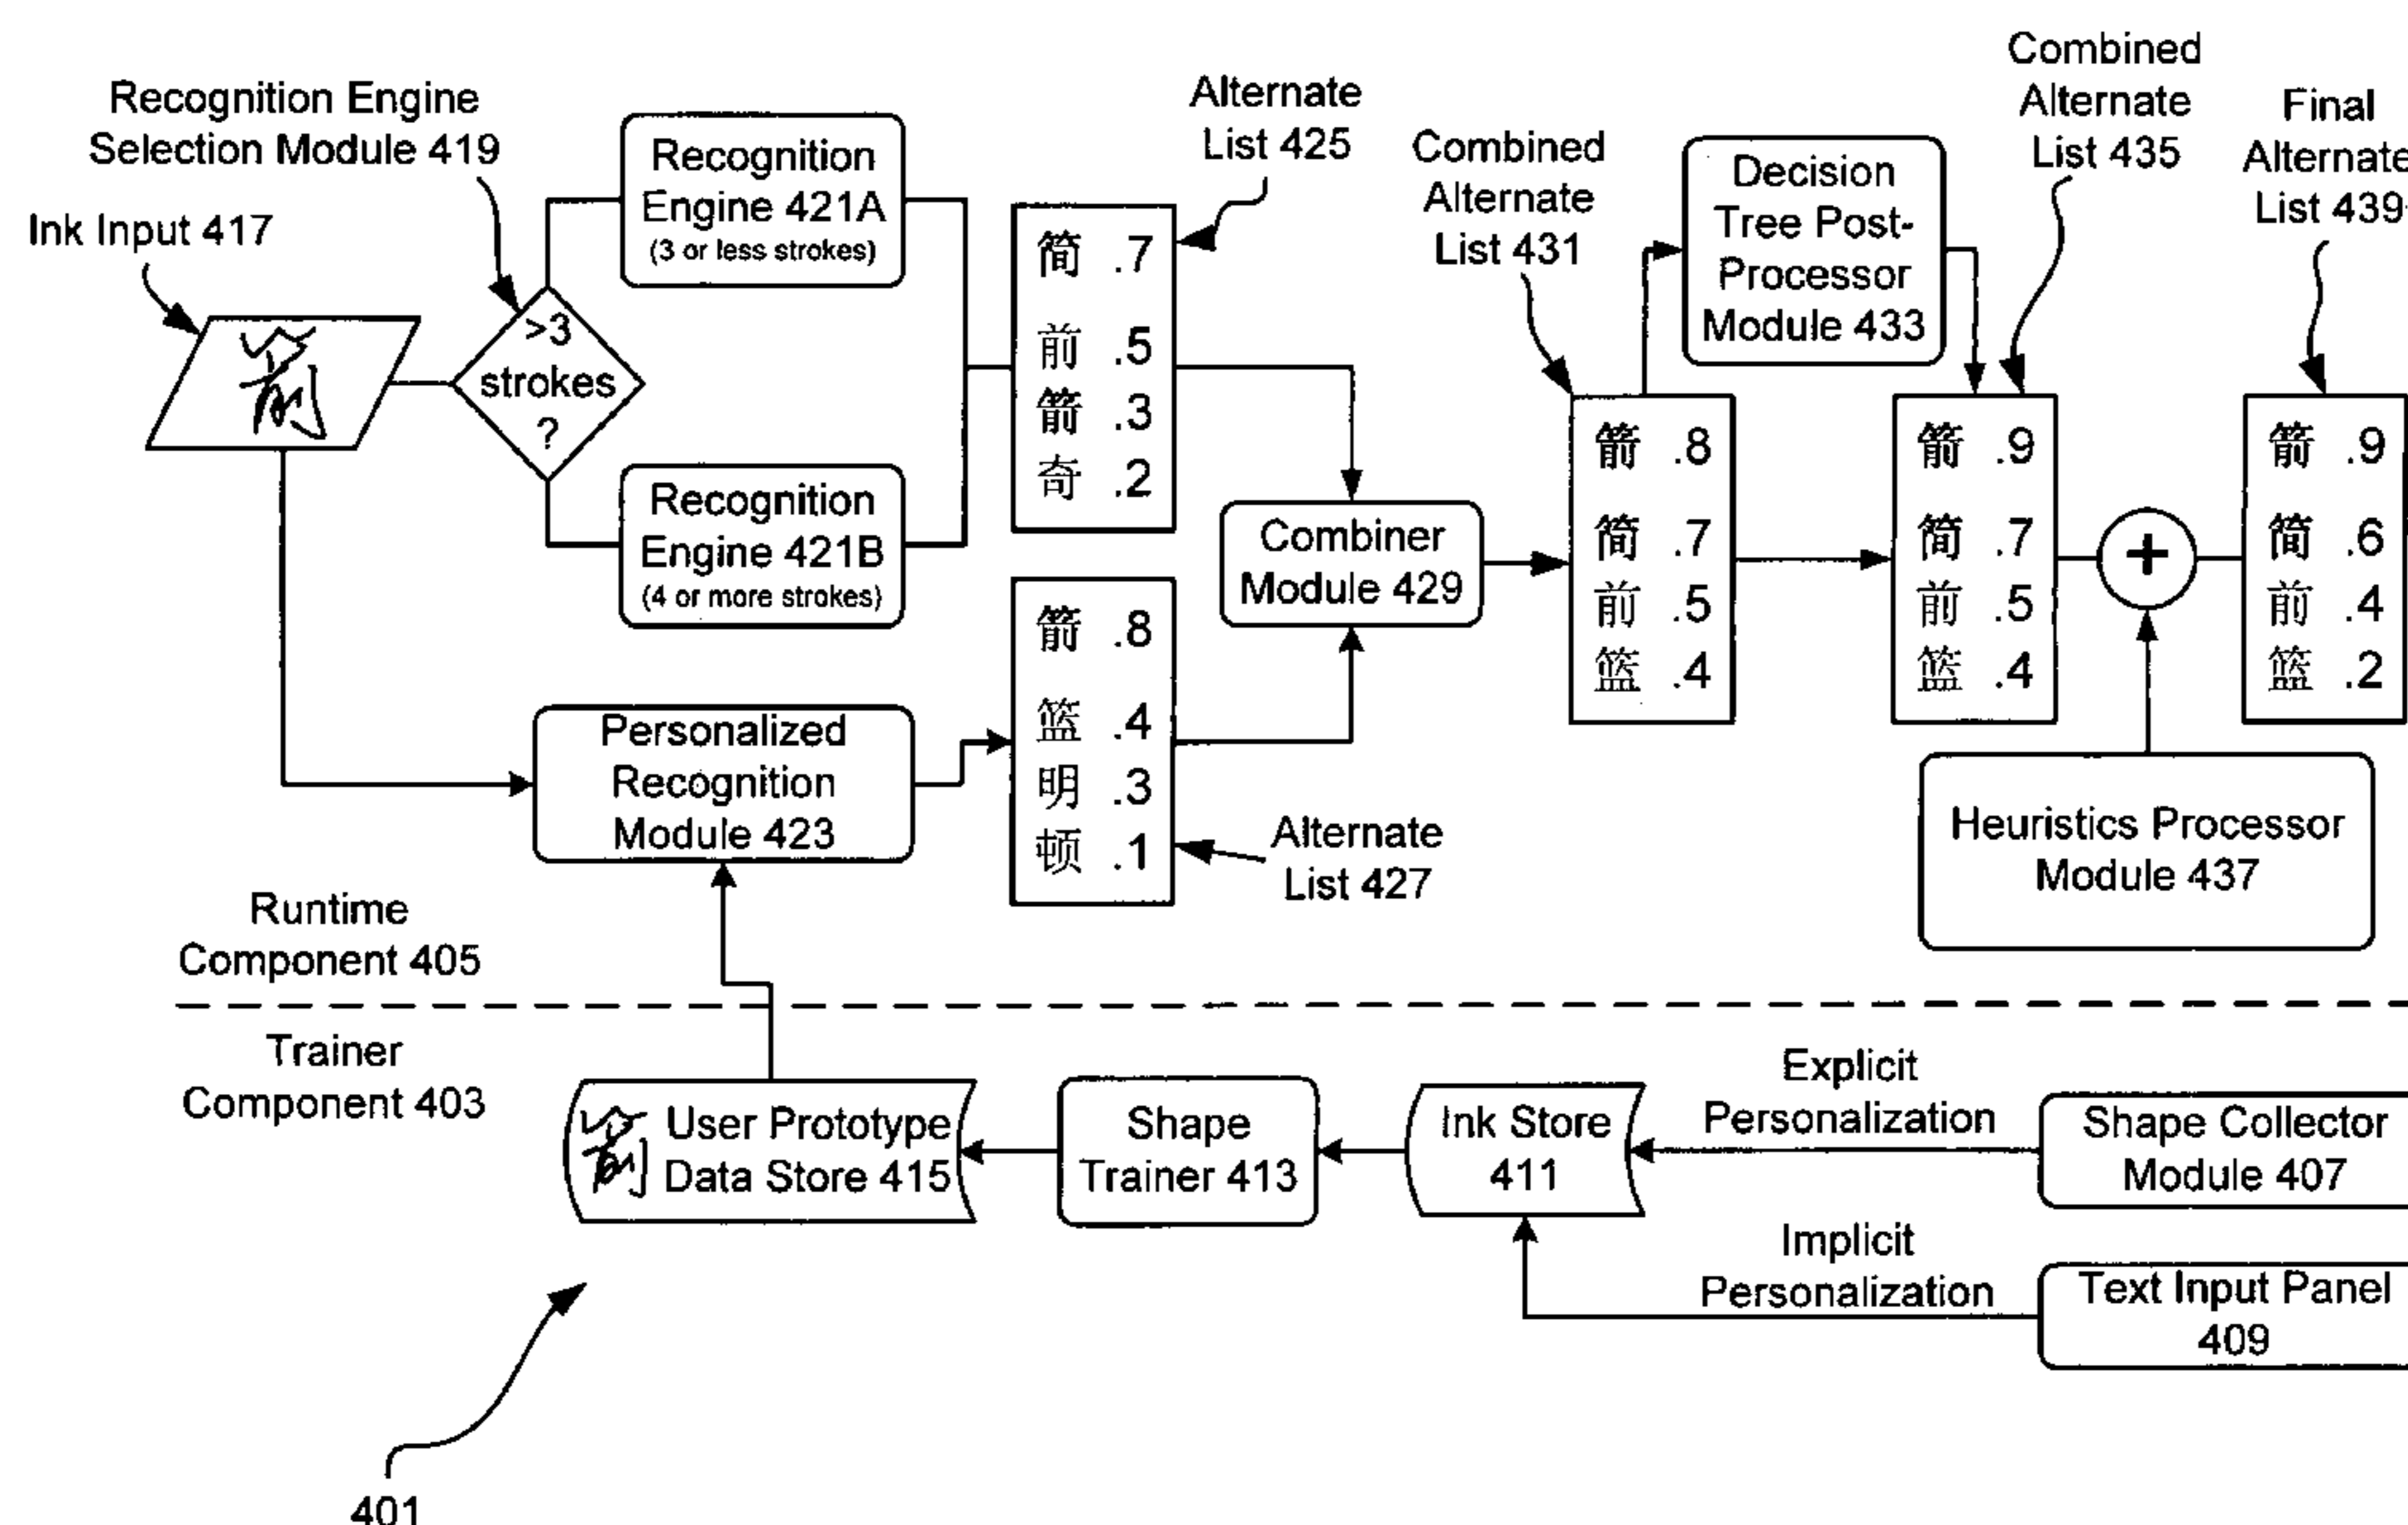 Recognition Engine
Selection Module 419
Ink Input 417
>3
strokes
?
Recognition
Engine 421A
(3 or less strokes)
Recognition
Engine 421B
(4 or more strokes)
Personalized
Recognition
Module 423
Alternate
List 425
简 .7
前 .5
箭 .3
奇 .2
箭 .8
篮 .4
明 .3
顿 .1
Alternate
List 427
Combiner
Module 429
Combined
Alternate
List 431
箭 .8
简 .7
前 .5
篮 .4
Decision
Tree Post-
Processor
Module 433
Combined
Alternate
List 435
箭 .9
简 .7
前 .5
篮 .4
+
Heuristics Processor
Module 437
Final
Alternate
List 439
箭 .9
简 .6
前 .4
篮 .2
Runtime
Component 405
Trainer
Component 403
User Prototype
Data Store 415
Shape
Trainer 413
Ink Store
411
Explicit
Personalization
Shape Collector
Module 407
Implicit
Personalization
Text Input Panel
409
401